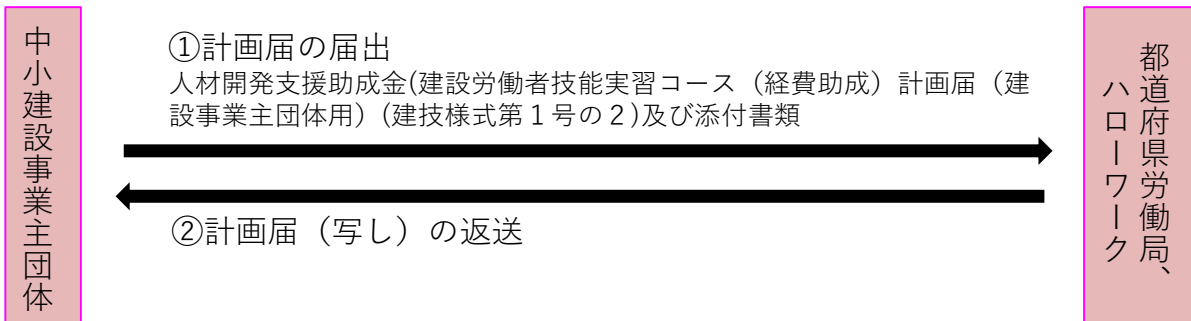 中小建設事業主団体
①計画届の届出
人材開発支援助成金(建設労働者技能実習コース（経費助成）計画届（建
設事業主団体用）(建技様式第１号の２)及び添付書類
②計画届（写し）の返送
都道府県労働局、
ハローワーク